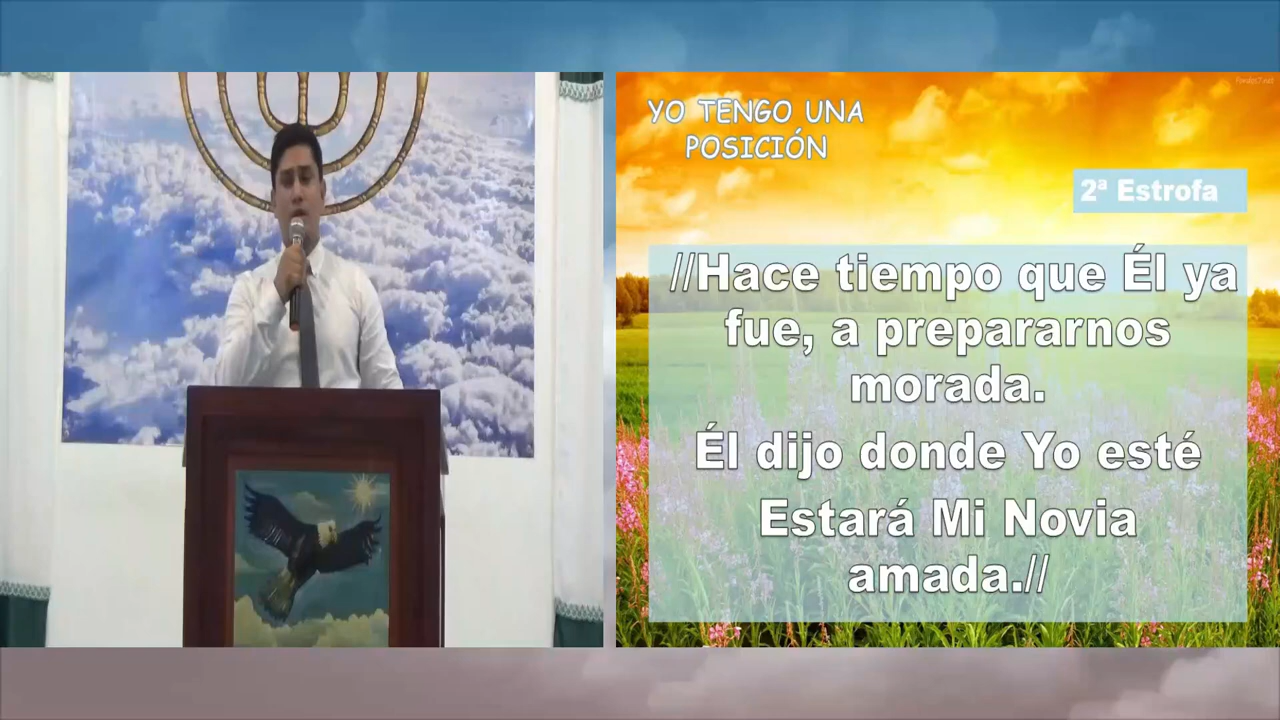 YO TENGO UNA
POSICIÓN
2ª Estrofa
//Hace tiempo que Él ya
fue, a prepararnos
morada.
Él dijo donde Yo esté
Estará Mi Novia
amada.//